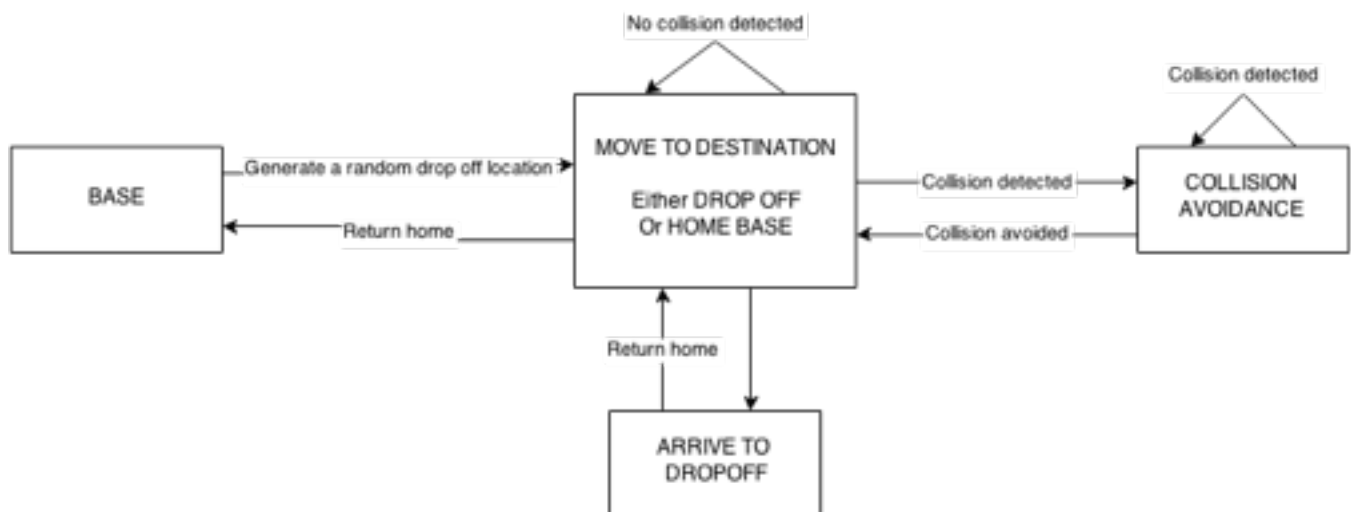 No collision detected
Collision detected
MOVE TO DESTINATION
Either DROP OFF
Or HOME BASE
BASE
Generate a random drop off location
Return home
Collision detected
Collision avoided
COLLISION
AVOIDANCE
Return home
ARRIVE TO
DROPOFF